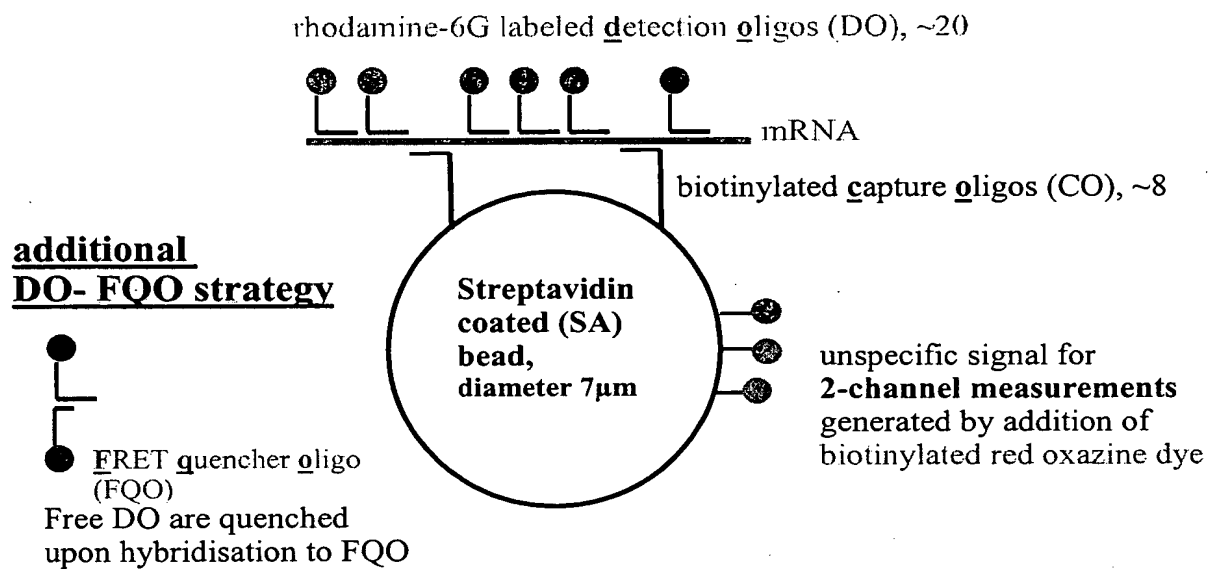 rhodamine-6G labeled detection oligos (DO), ~20
mRNA
biotinylated capture oligos (CO), ~8
additional
DO- FQO strategy
Streptavidin
coated (SA)
bead,
diameter 7µm
unspecific signal for
2-channel measurements
generated by addition of
biotinylated red oxazine dye
FRET quencher oligo
(FQO)
Free DO are quenched
upon hybridisation to FQO